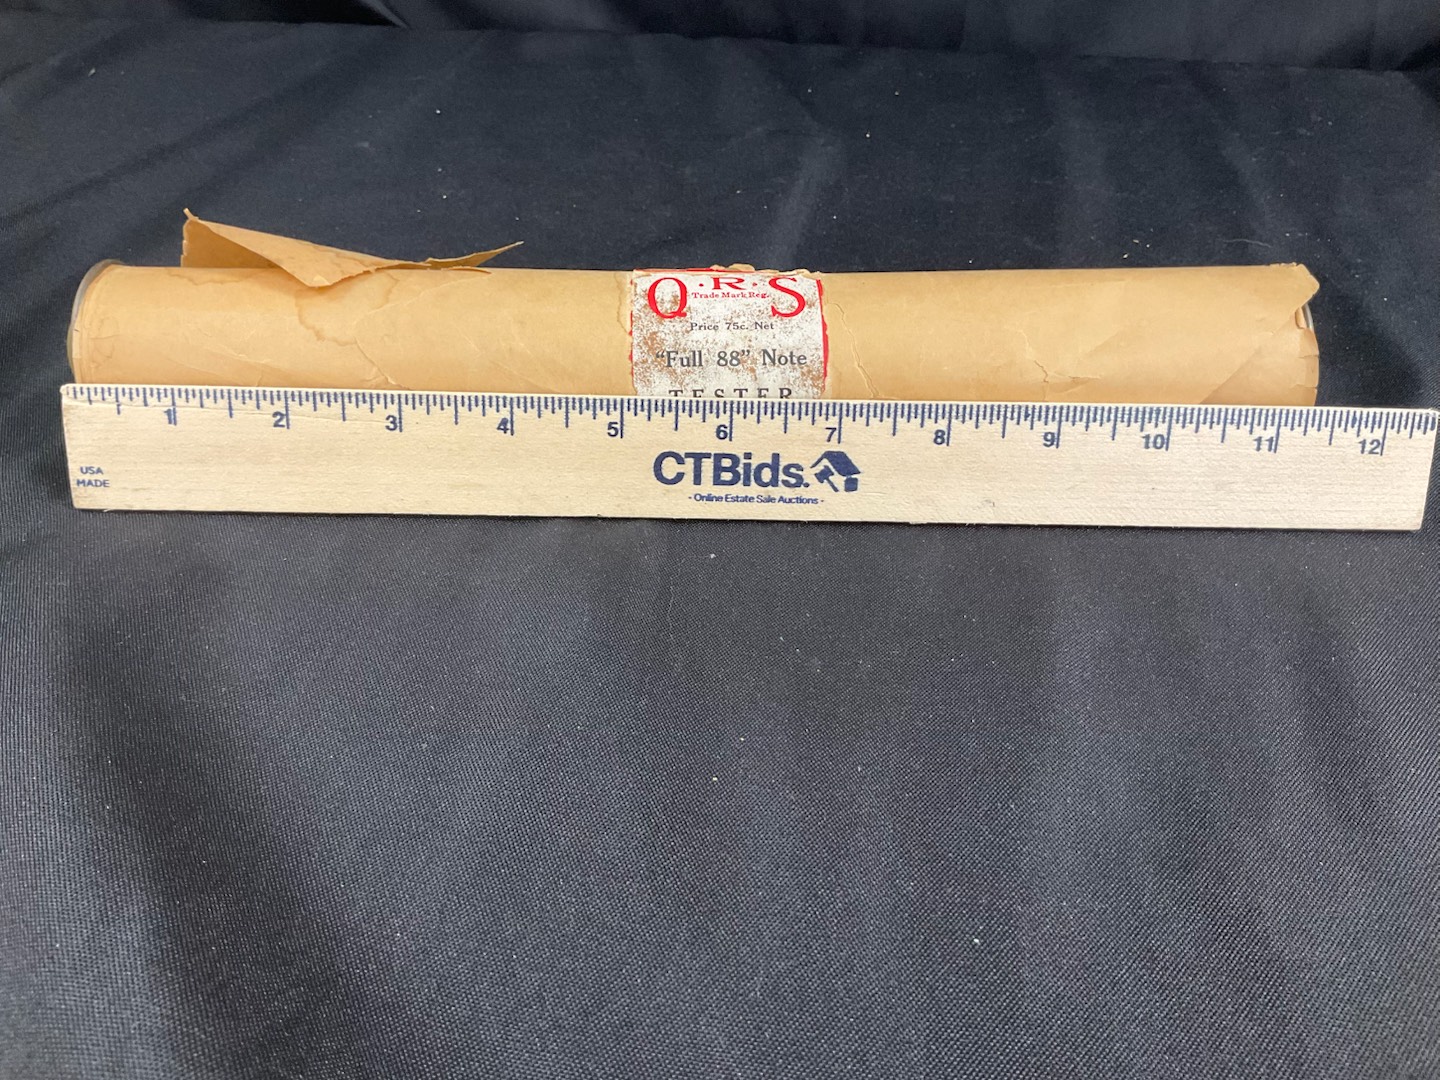 Q·R·S
Trade Mark Reg.
Price 75c. Net
"Full 88" Note
TESTER
1 2 3 4 5 6 7 8 9 10 11 12
USA
MADE
CTBids.
- Online Estate Sale Auctions -